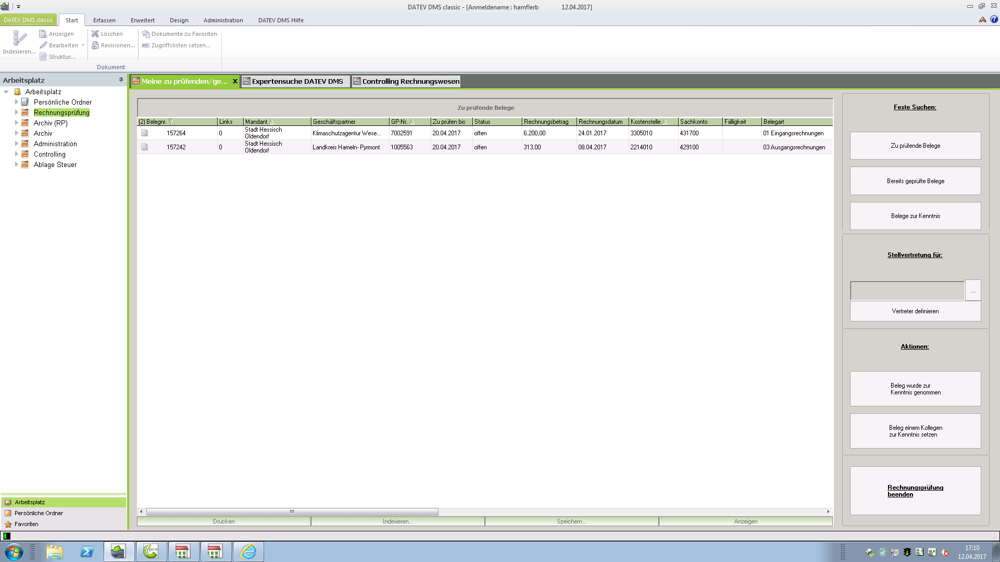 DATEV DMS classic - [Anmeldename : hamflerb 12.04.2017]
DATEV DMS classic Start Erfassen Erweitert Design Administration DATEV DMS Hilfe
Indexieren...
Anzeigen
Bearbeiten
Struktur...
Löschen
Revisionen...
Dokumente zu Favoriten
ACL Zugriffslisten setzen...
Dokument
Arbeitsplatz
Arbeitsplatz
Persönliche Ordner
Rechnungsprüfung
Archiv (RP)
Archiv
Administration
Controlling
Ablage Steuer
Arbeitsplatz
Persönliche Ordner
Favoriten
Meine zu prüfenden/ge... x Expertensuche DATEV DMS Controlling Rechnungswesen
Zu prüfende Belege
(2) Belegnr. Links Mandant Geschäftspartner GP-Nr. Zu prüfen bis Status Rechnungsbetrag Rechnungsdatum Kostenstelle Sachkonto Fälligkeit Belegart
157264 0 Stadt Hessisch Oldendorf Klimaschutzagentur Wese... 7002591 20.04.2017 offen 6.200,00 24.01.2017 3305010 431700 01 Eingangsrechnungen
157242 0 Stadt Hessisch Oldendorf Landkreis Hameln- Pyrmont 1005563 20.04.2017 offen 313,00 08.04.2017 2214010 429100 03 Ausgangsrechnungen
Drucken Indexieren... Speichern... Anzeigen
Feste Suchen:
Zu prüfende Belege
Bereits geprüfte Belege
Belege zur Kenntnis
Stellvertretung für:
...
Vertreter definieren
Aktionen:
Beleg wurde zur
Kenntnis genommen
Beleg einem Kollegen
zur Kenntnis setzen
Rechnungsprüfung
beenden
pro
17:10
12.04.2017